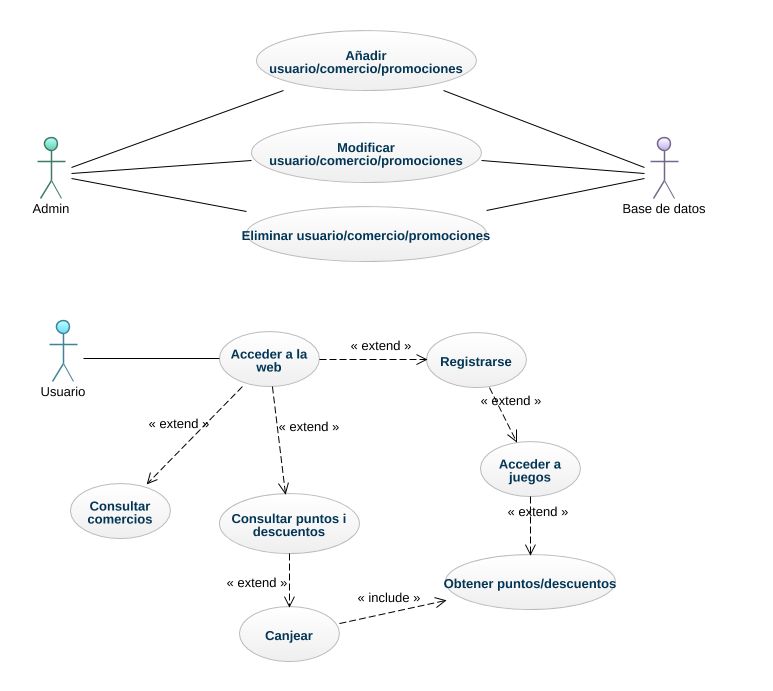 Añadir
usuario/comercio/promociones
Modificar
usuario/comercio/promociones
Admin
Base de datos
Eliminar usuario/comercio/promociones
Usuario
Acceder a la
web
« extend »
Registrarse
« extend »
« extend »
« extend »
Acceder a
juegos
Consultar
comercios
Consultar puntos i
descuentos
« extend »
« extend »
Obtener puntos/descuentos
« include »
Canjear